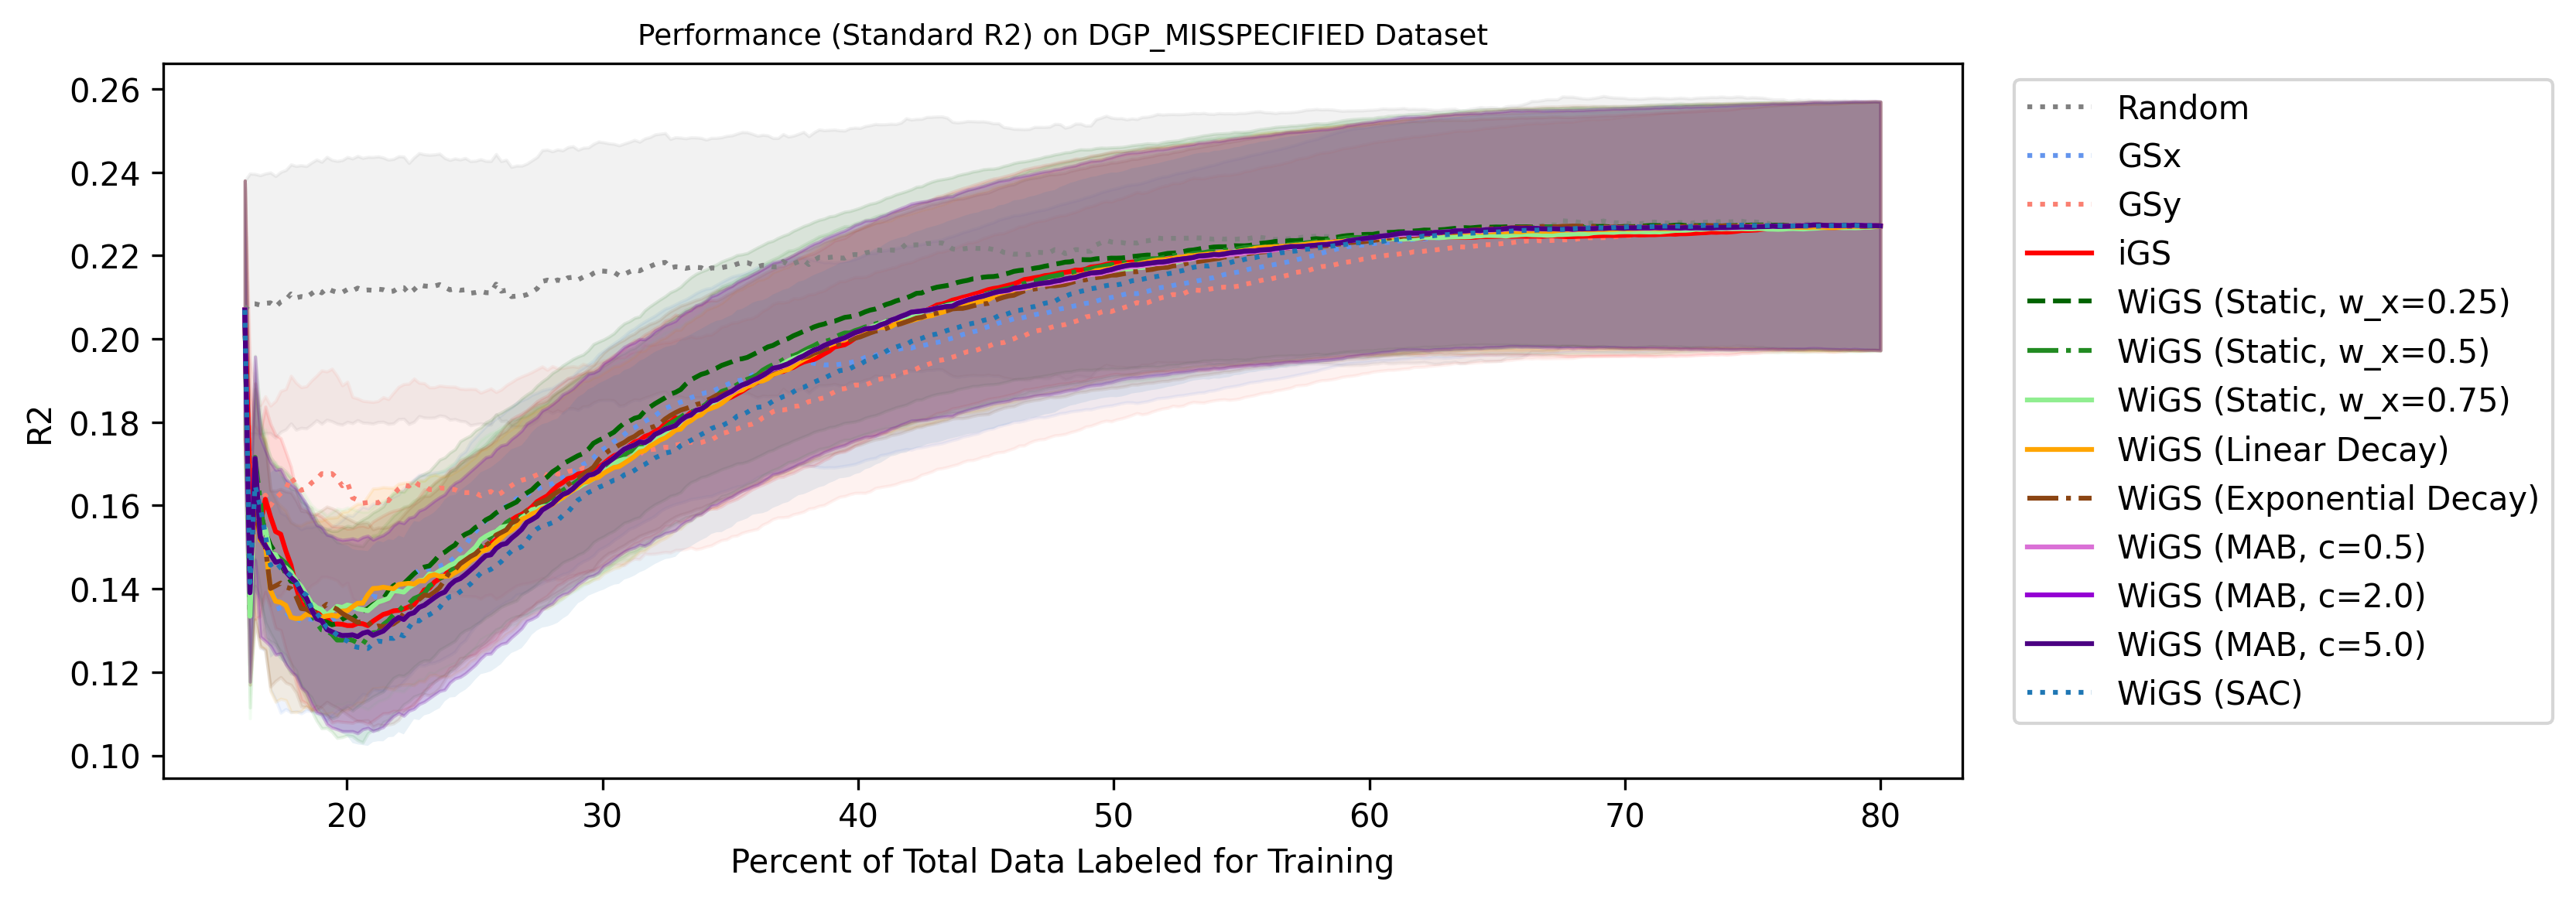 Performance (Standard R2) on DGP_MISSPECIFIED Dataset
0.26
0.24
0.22
0.20
0.18
0.16
0.14
0.12
0.10
R2
20 30 40 50 60 70 80
Percent of Total Data Labeled for Training
Random
GSx
GSy
iGS
WiGS (Static, w_x=0.25)
WiGS (Static, w_x=0.5)
WiGS (Static, w_x=0.75)
WiGS (Linear Decay)
WiGS (Exponential Decay)
WiGS (MAB, c=0.5)
WiGS (MAB, c=2.0)
WiGS (MAB, c=5.0)
WiGS (SAC)